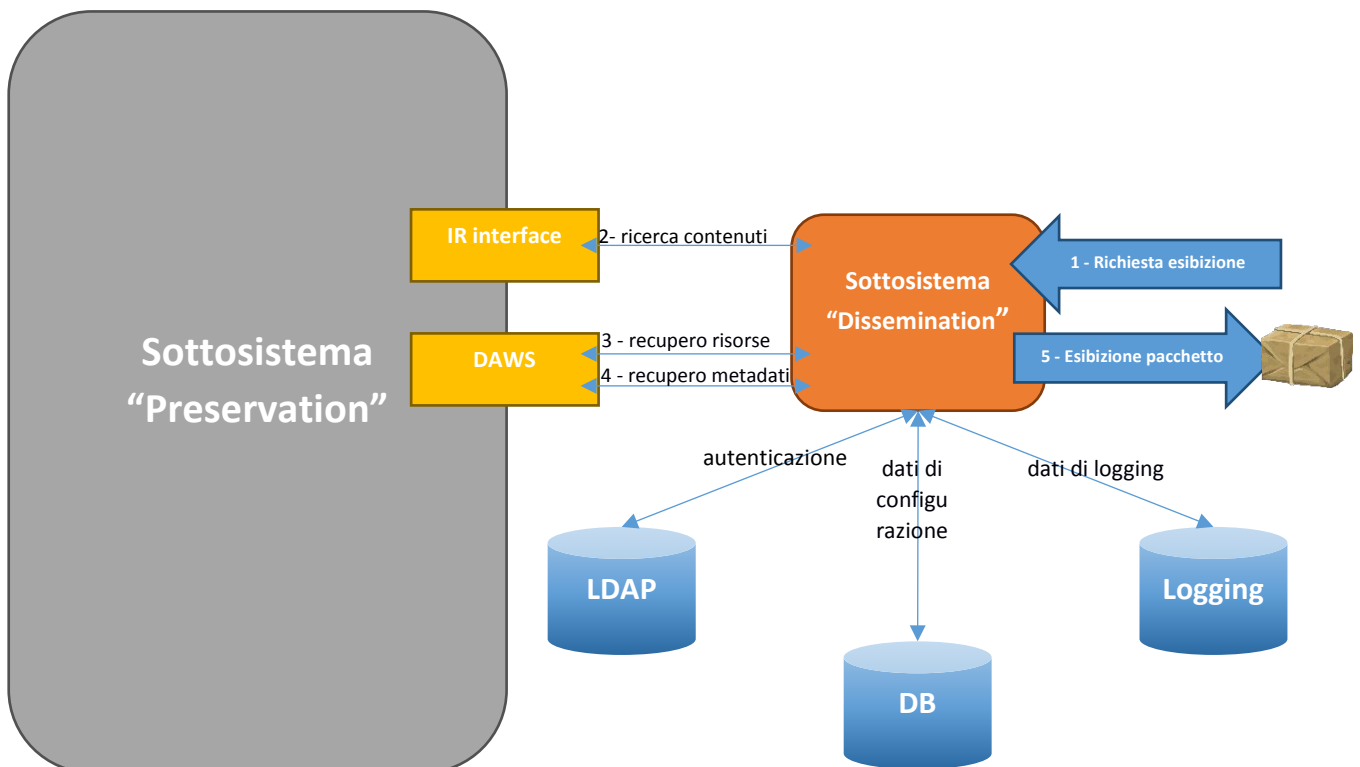 Sottosistema
“Preservation”
IR interface
2- ricerca contenuti
DAWS
3 - recupero risorse
4 - recupero metadati
Sottosistema
“Dissemination”
1 - Richiesta esibizione
5 - Esibizione pacchetto
autenticazione
dati di
configu
razione
dati di logging
LDAP
DB
Logging